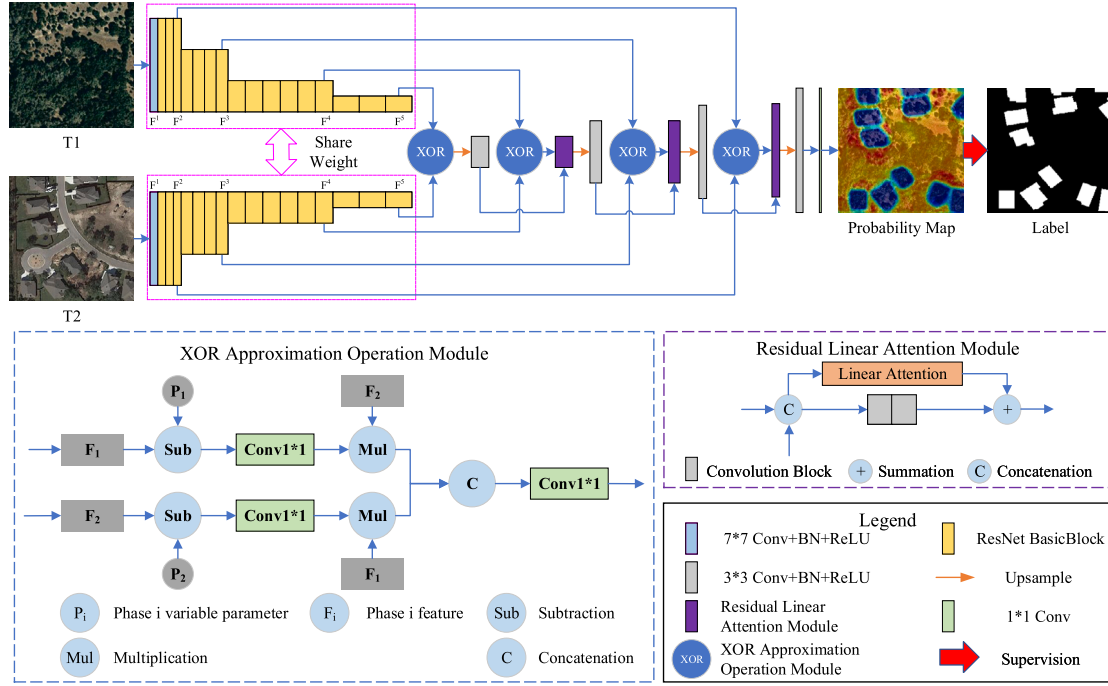 F¹ F² F³ F⁴ F⁵
T1
Share
Weight
XOR XOR XOR XOR
F¹ F² F³ F⁴ F⁵
T2
Probability Map
Label
XOR Approximation Operation Module
P₁
F₂
F₁
Sub
Conv1*1
Mul
F₂
Sub
Conv1*1
Mul
C
Conv1*1
P₂
F₁
Pᵢ Phase i variable parameter
Fᵢ Phase i feature
Sub Subtraction
Mul Multiplication
C Concatenation
Residual Linear Attention Module
Linear Attention
C
+
Convolution Block
+ Summation
C Concatenation
Legend
7*7 Conv+BN+ReLU
ResNet BasicBlock
3*3 Conv+BN+ReLU
Upsample
Residual Linear
Attention Module
1*1 Conv
XOR XOR Approximation
Operation Module
Supervision